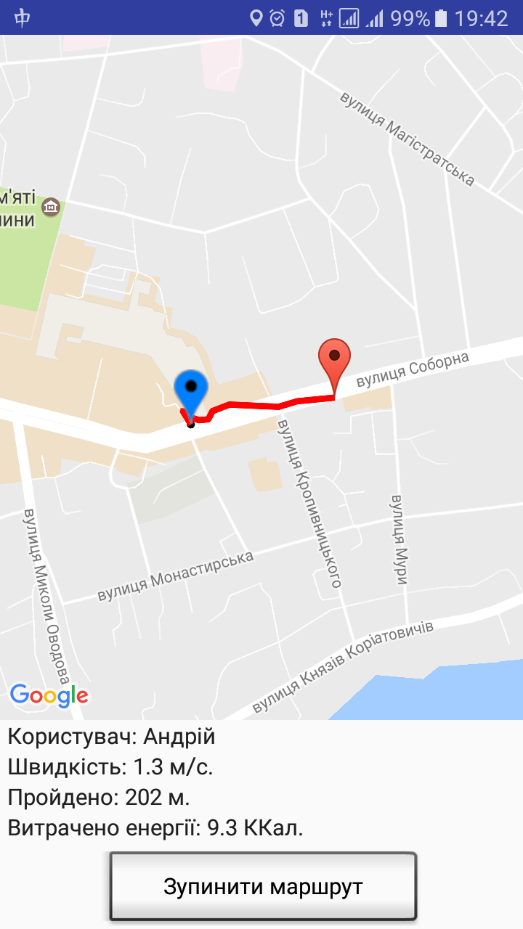 中 1 H+ 99% 19:42
вулиця Магістратська
м'яті
ини
вулиця Соборна
вулиця Кропивницького
вулиця Мури
вулиця Миколи Оводова
вулиця Монастирська
вулиця Князів Коріатовичів
Google
Користувач: Андрій
Швидкість: 1.3 м/с.
Пройдено: 202 м.
Витрачено енергії: 9.3 ККал.
Зупинити маршрут